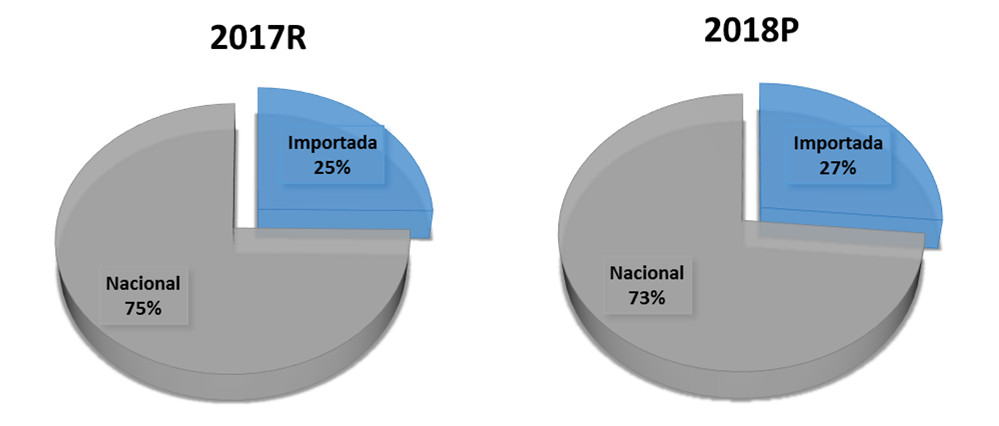 2017R
Importada
25%
Nacional
75%
2018P
Importada
27%
Nacional
73%